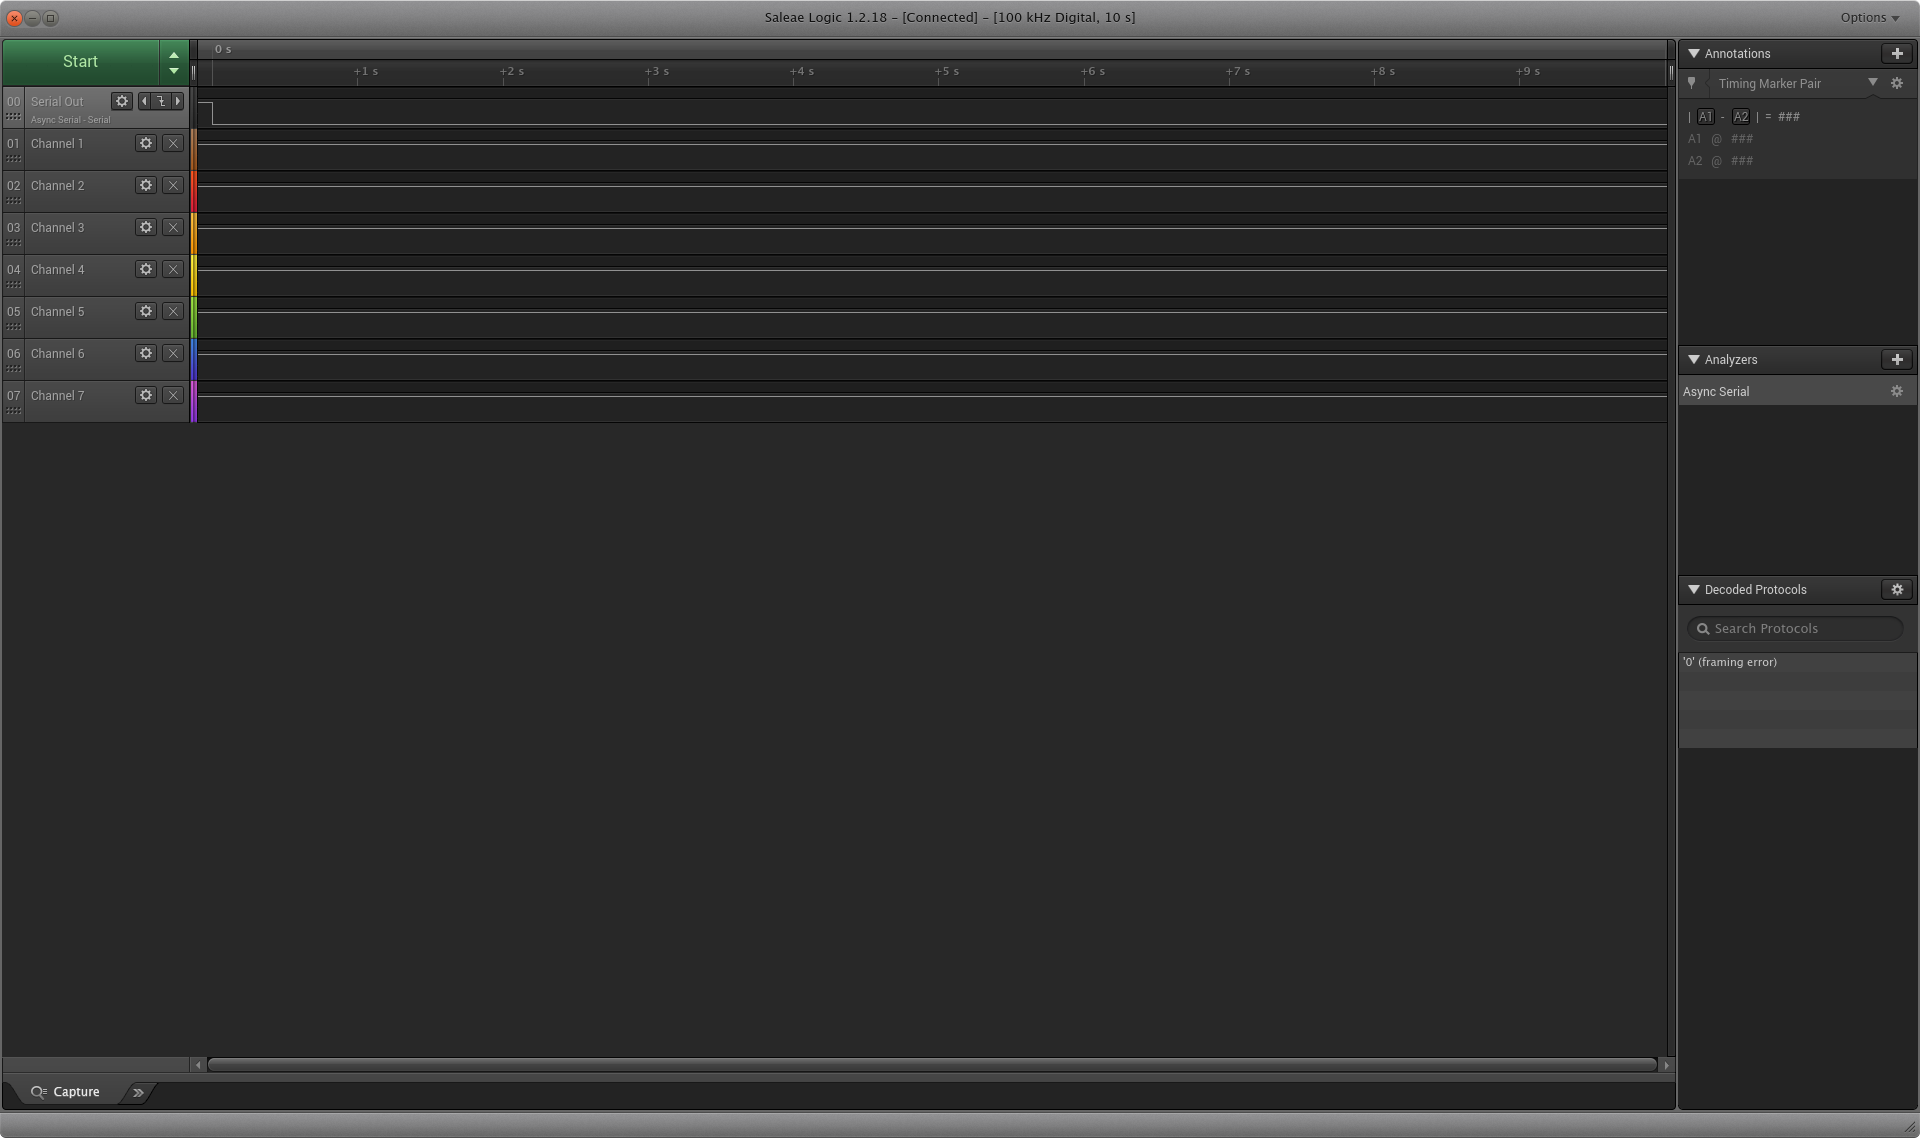 Saleae Logic 1.2.18 - [Connected] - [100 kHz Digital, 10 s]
Options
Start
0 s
+1 s +2 s +3 s +4 s +5 s +6 s +7 s +8 s +9 s
00 Serial Out
Async Serial - Serial
01 Channel 1
02 Channel 2
03 Channel 3
04 Channel 4
05 Channel 5
06 Channel 6
07 Channel 7
Annotations
Timing Marker Pair
| A1 - A2 | = ###
A1 @ ###
A2 @ ###
Analyzers
Async Serial
Decoded Protocols
Search Protocols
'0' (framing error)
Capture